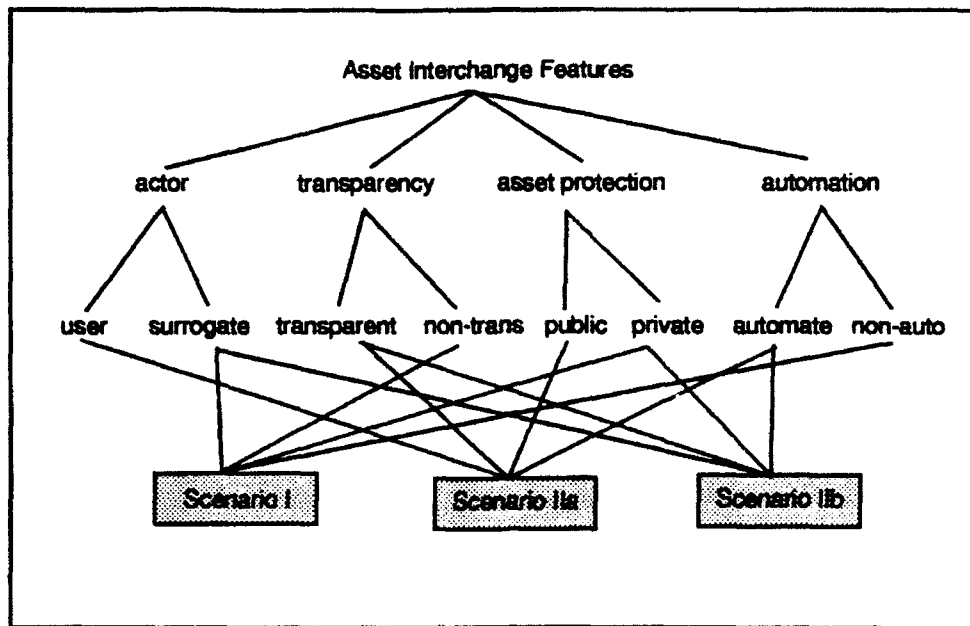 Asset Interchange Features
actor transparency asset protection automation
user surrogate transparent non-trans public private automate non-auto
Scenario I Scenario IIa Scenario IIb